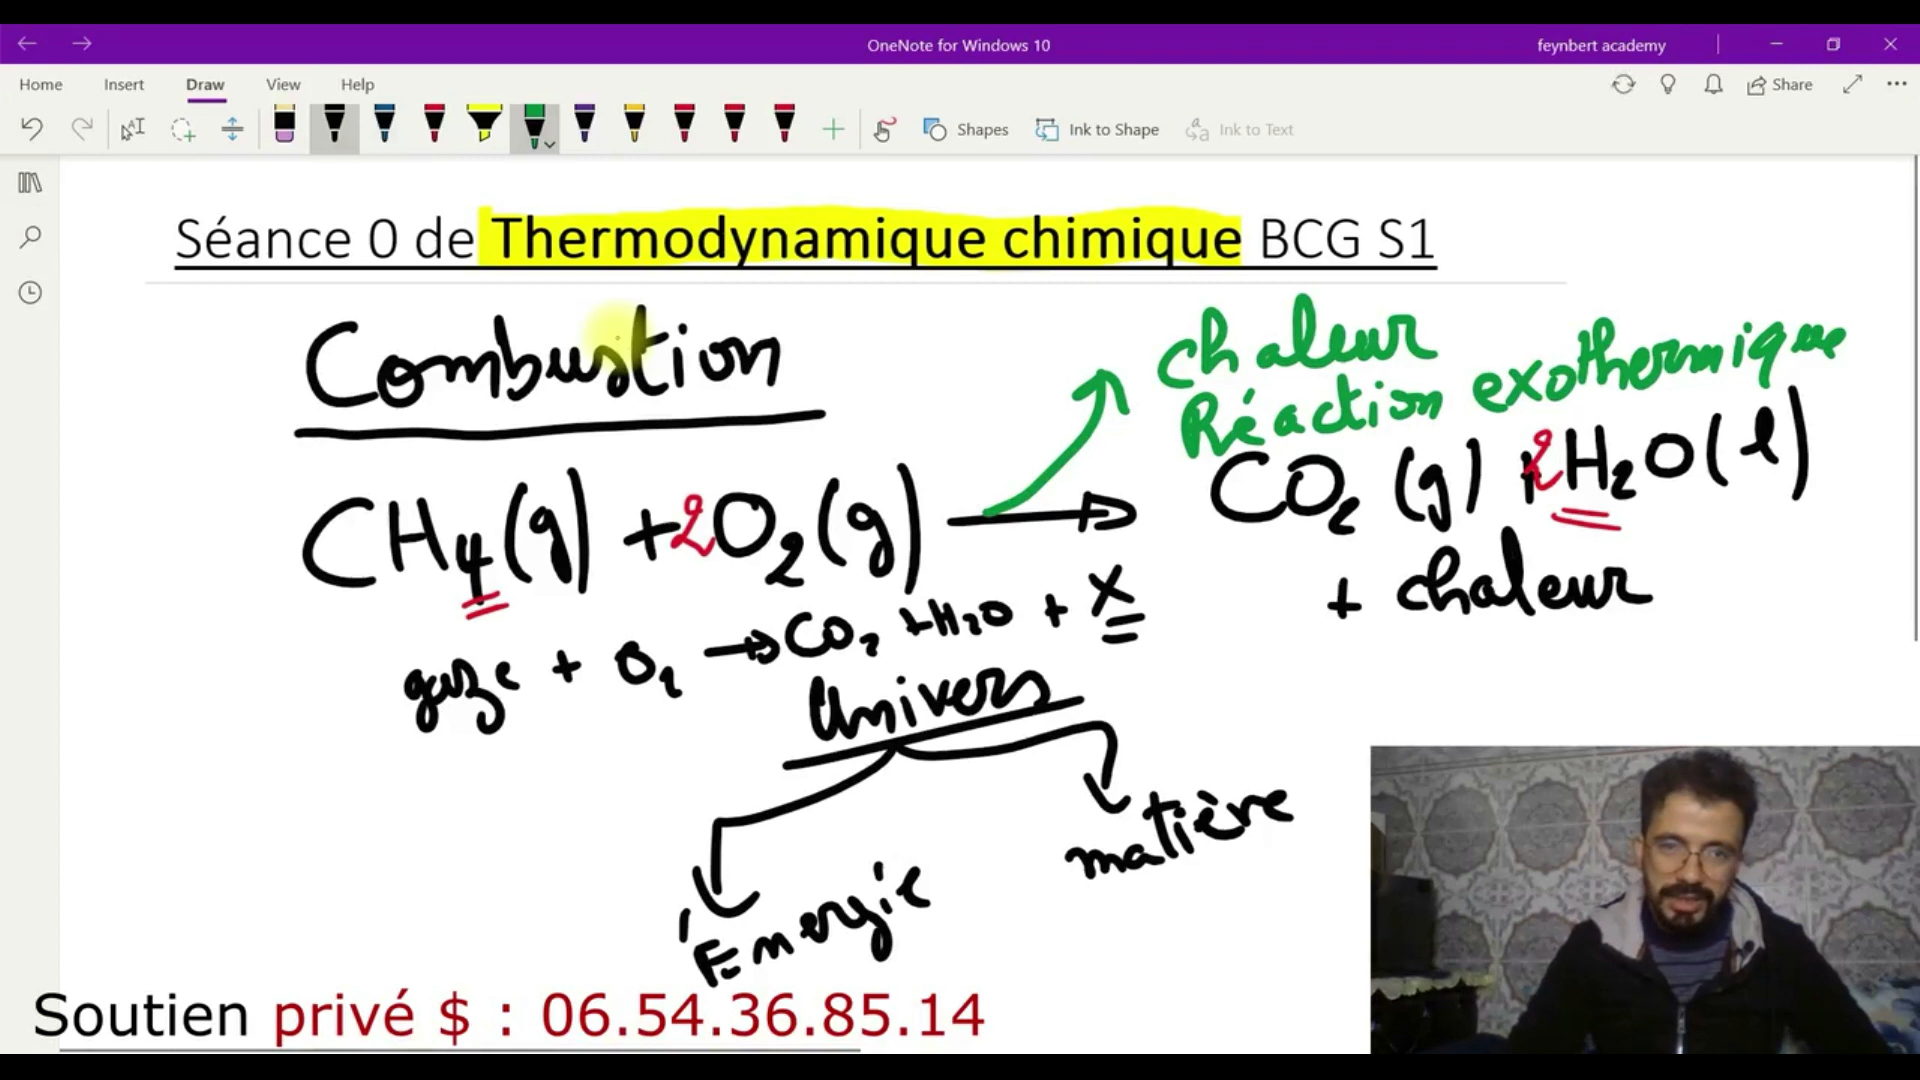 OneNote for Windows 10
feynbert academy
Home Insert Draw View Help
Share
Shapes Ink to Shape Ink to Text
Séance 0 de Thermodynamique chimique BCG S1
Combustion
chaleur
Réaction exothermique
CH₄(g) + 2O₂(g) → CO₂(g) + 2H₂O(l)
+ chaleur
gaze + O₂ → CO₂ + H₂O + X
Univers
matière
Énergie
Soutien privé $ : 06.54.36.85.14